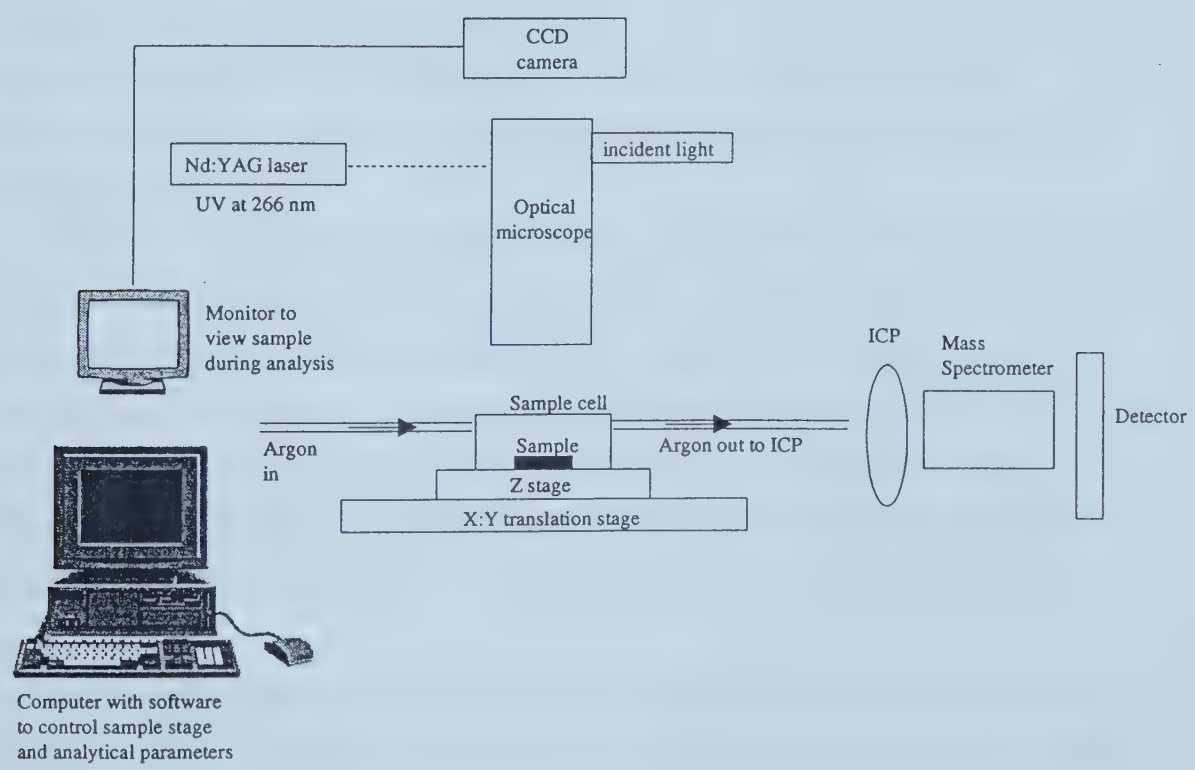 CCD
camera
incident light
Nd:YAG laser
UV at 266 nm
Optical
microscope
Monitor to
view sample
during analysis
ICP
Mass
Spectrometer
Detector
Sample cell
Argon
in
Sample
Argon out to ICP
Z stage
X:Y translation stage
Computer with software
to control sample stage
and analytical parameters